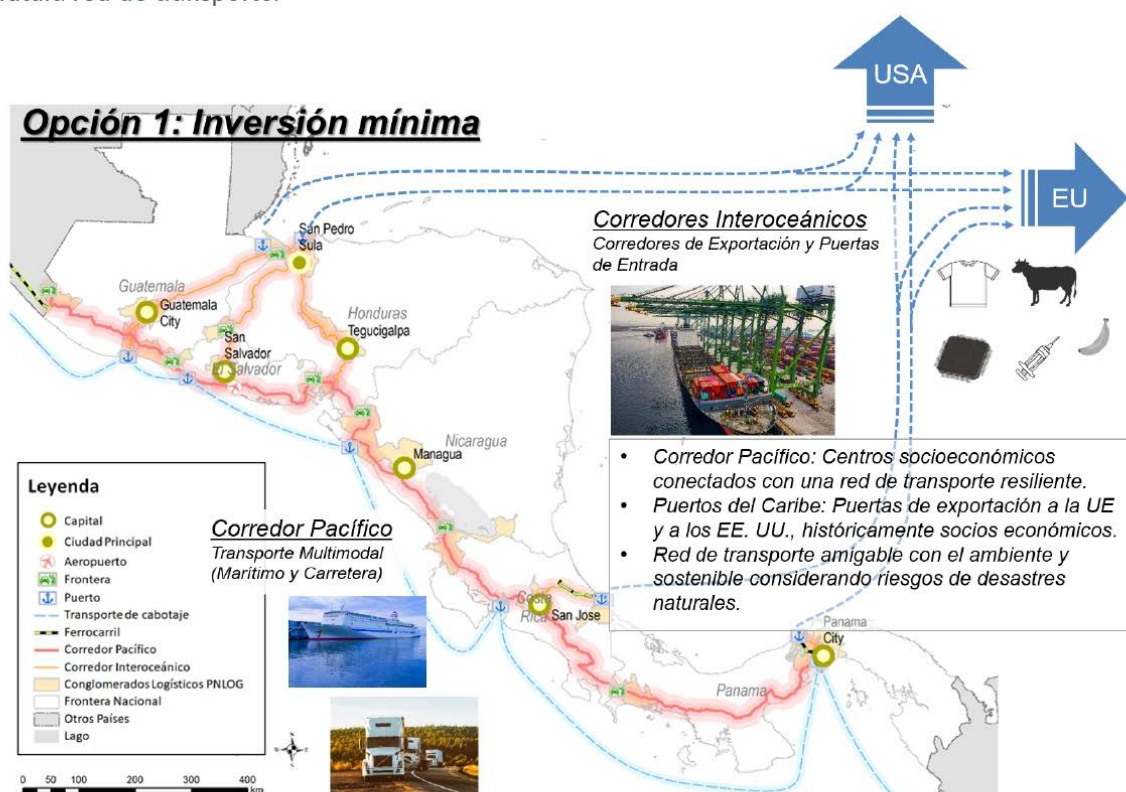 Opción 1: Inversión mínima
USA
EU
Corredores Interoceánicos
Corredores de Exportación y Puertas
de Entrada
San Pedro
Sula
Guatemala
Guatemala
City
Honduras
Tegucigalpa
San
Salvador
El Salvador
Nicaragua
Managua
• Corredor Pacífico: Centros socioeconómicos
conectados con una red de transporte resiliente.
• Puertos del Caribe: Puertas de exportación a la UE
y a los EE. UU., históricamente socios económicos.
• Red de transporte amigable con el ambiente y
sostenible considerando riesgos de desastres
naturales.
Corredor Pacífico
Transporte Multimodal
(Marítimo y Carretera)
Costa
Rica
San Jose
Panama
City
Panama
Leyenda
Capital
Ciudad Principal
Aeropuerto
Frontera
Puerto
Transporte de cabotaje
Ferrocarril
Corredor Pacífico
Corredor Interoceánico
Conglomerados Logísticos PNLOG
Frontera Nacional
Otros Países
Lago
0 50 100 200 300 400
km